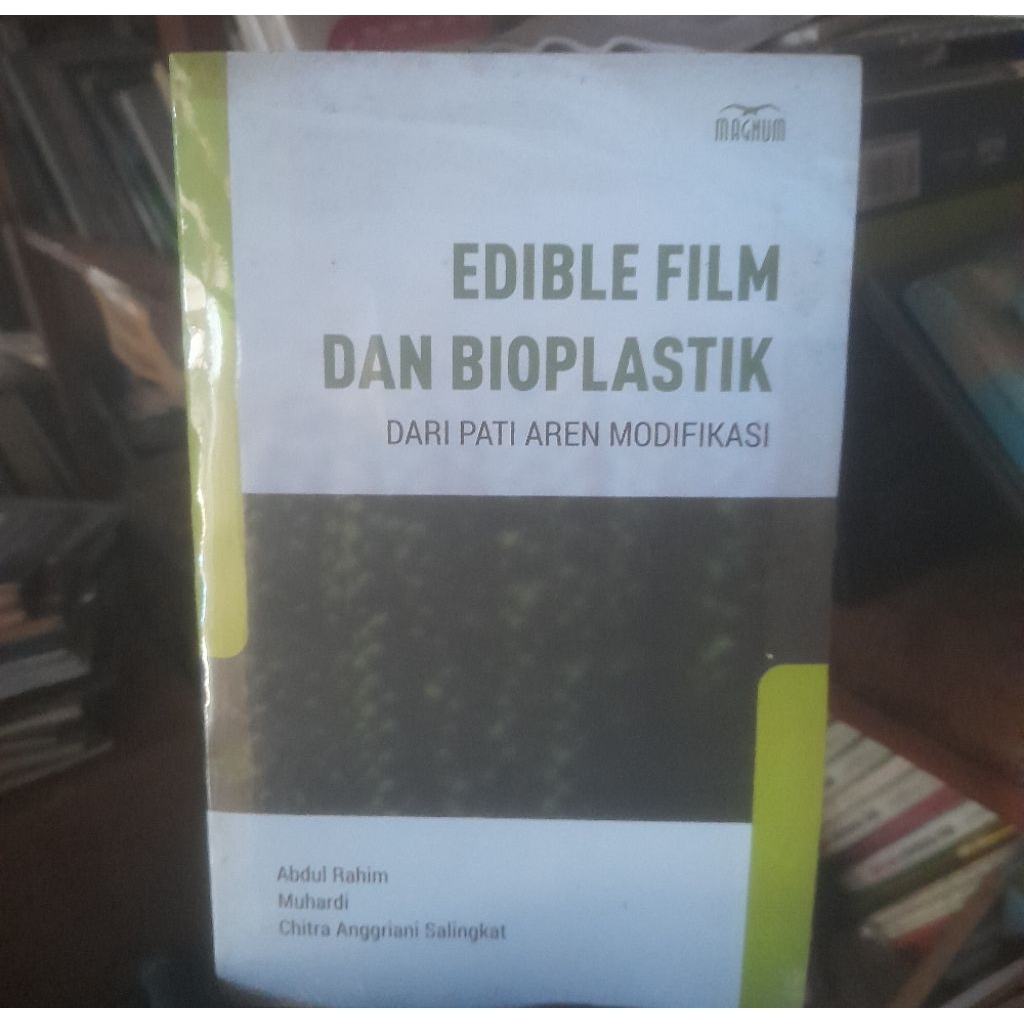 MAGNUM
EDIBLE FILM
DAN BIOPLASTIK
DARI PATI AREN MODIFIKASI
Abdul Rahim
Muhardi
Chitra Anggriani Salingkat